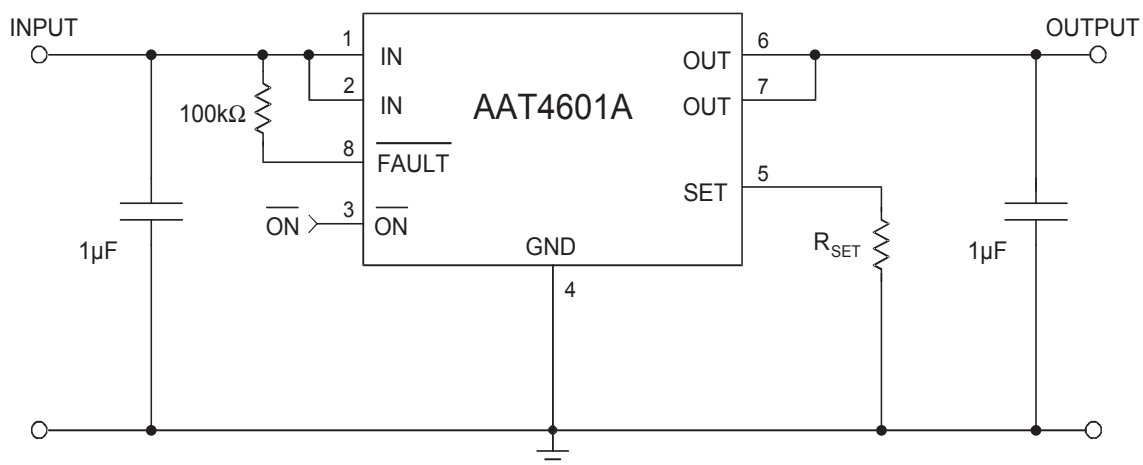 INPUT
OUTPUT
1
IN
2
IN
100kΩ
8
FAULT
3
ON
ON
AAT4601A
GND
4
6
OUT
7
OUT
5
SET
R_SET
1µF
1µF